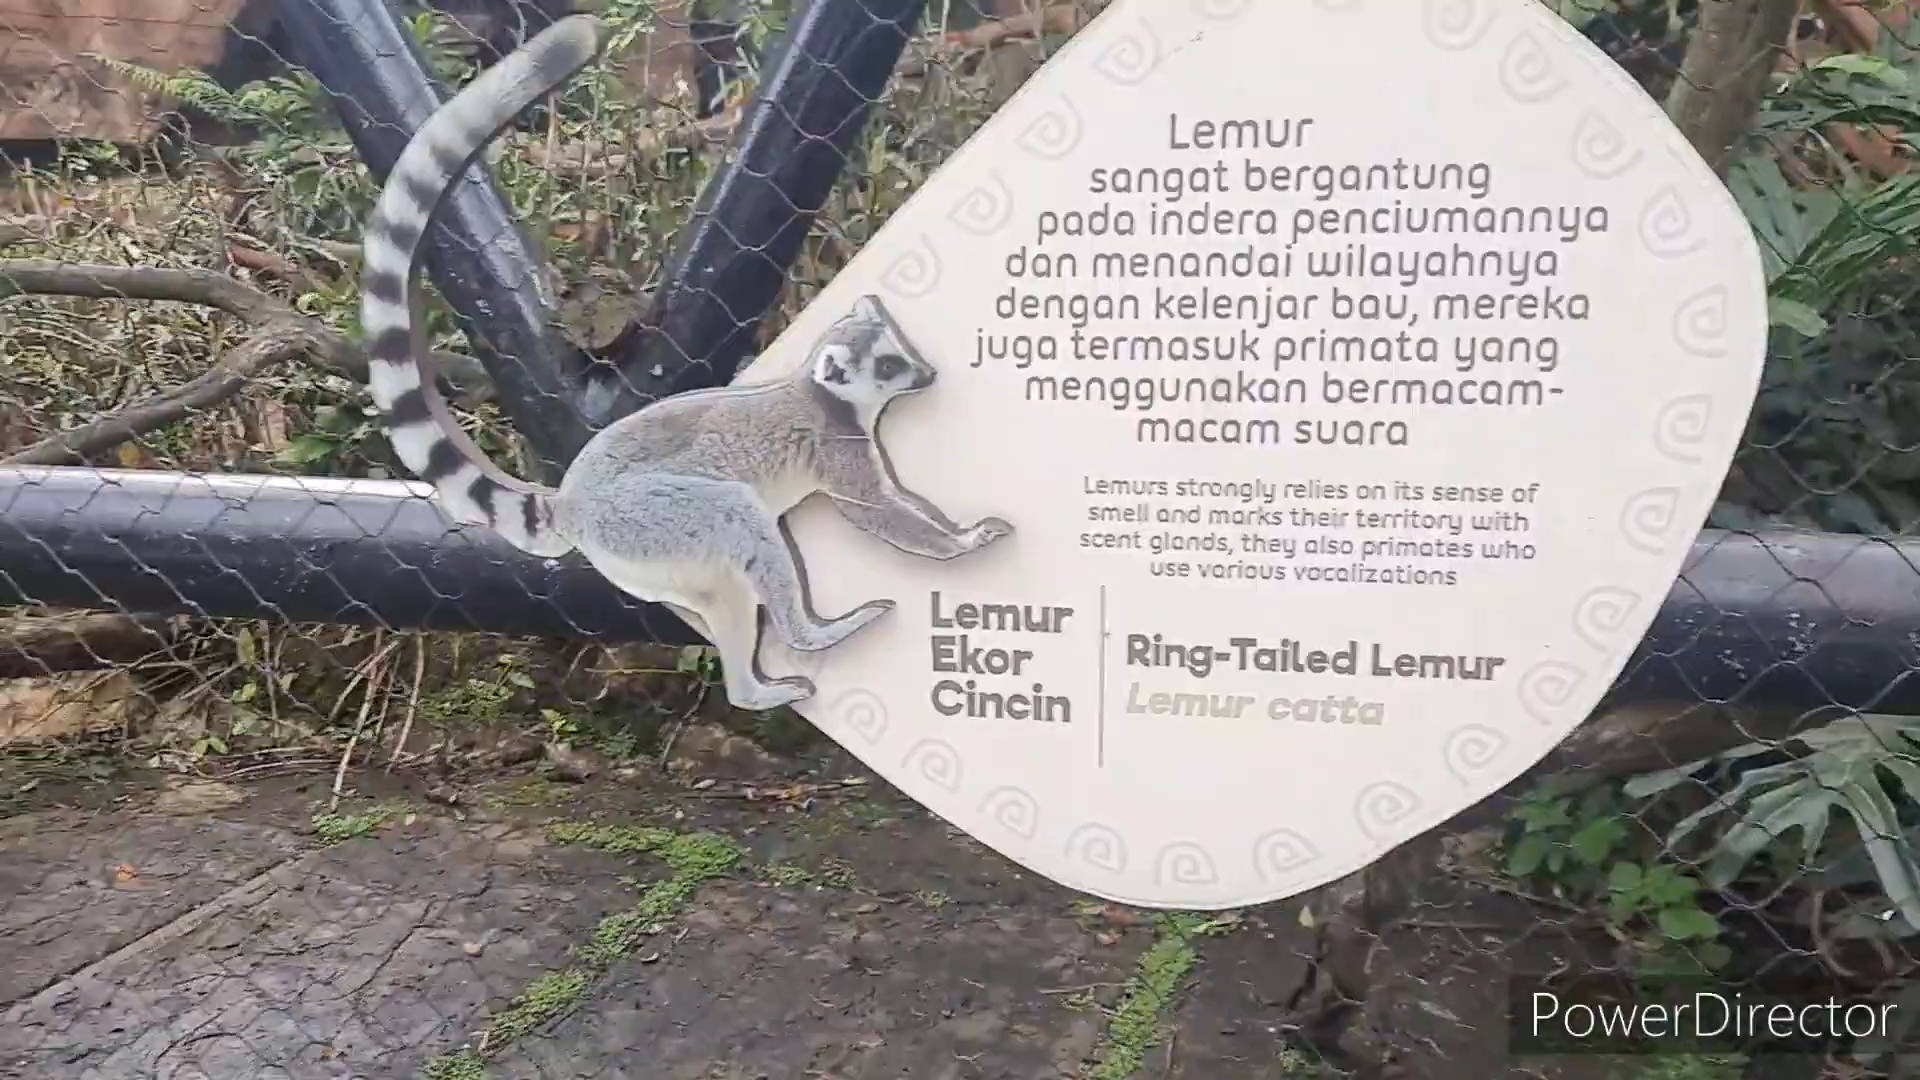 Lemur
sangat bergantung
pada indera penciumannya
dan menandai wilayahnya
dengan kelenjar bau, mereka
juga termasuk primata yang
menggunakan bermacam-
macam suara
Lemurs strongly relies on its sense of
smell and marks their territory with
scent glands, they also primates who
use various vocalizations
Lemur
Ekor
Cincin
Ring-Tailed Lemur
Lemur catta
PowerDirector